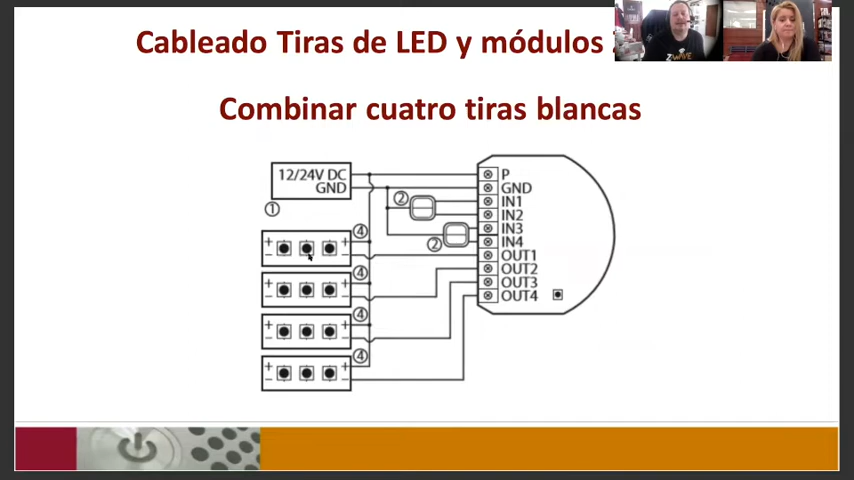 Cableado Tiras de LED y módulos
Combinar cuatro tiras blancas
12/24V DC
GND
①
+ +
- -
④
+ +
- -
④
+ +
- -
④
+ +
- -
④
②
②
P
GND
IN1
IN2
IN3
IN4
OUT1
OUT2
OUT3
OUT4